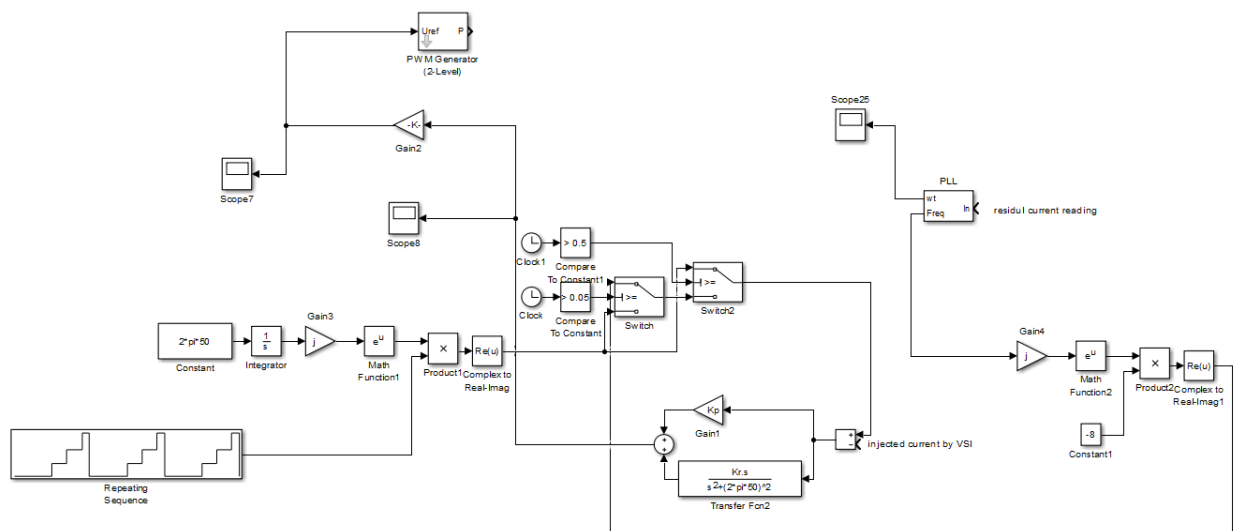 Uref
P
PWM Generator
(2-Level)
-K-
Gain2
Scope7
Scope8
Scope25
PLL
wt
Freq
In
residul current reading
Clock1
> 0.5
Compare
To Constant1
>=
Switch2
Clock
> 0.05
Compare
To Constant
>=
Switch
2*pi*50
Constant
1
s
Integrator
Gain3
j
e^u
Math
Function1
×
Product1
Re(u)
Complex to
Real-Imag
Gain4
j
e^u
Math
Function2
×
Product2
Re(u)
Complex to
Real-Imag1
-8
Constant1
Kp
Gain1
+
+
+
−
injected current by VSI
Kr.s
s^2+(2*pi*50)^2
Transfer Fcn2
Repeating
Sequence